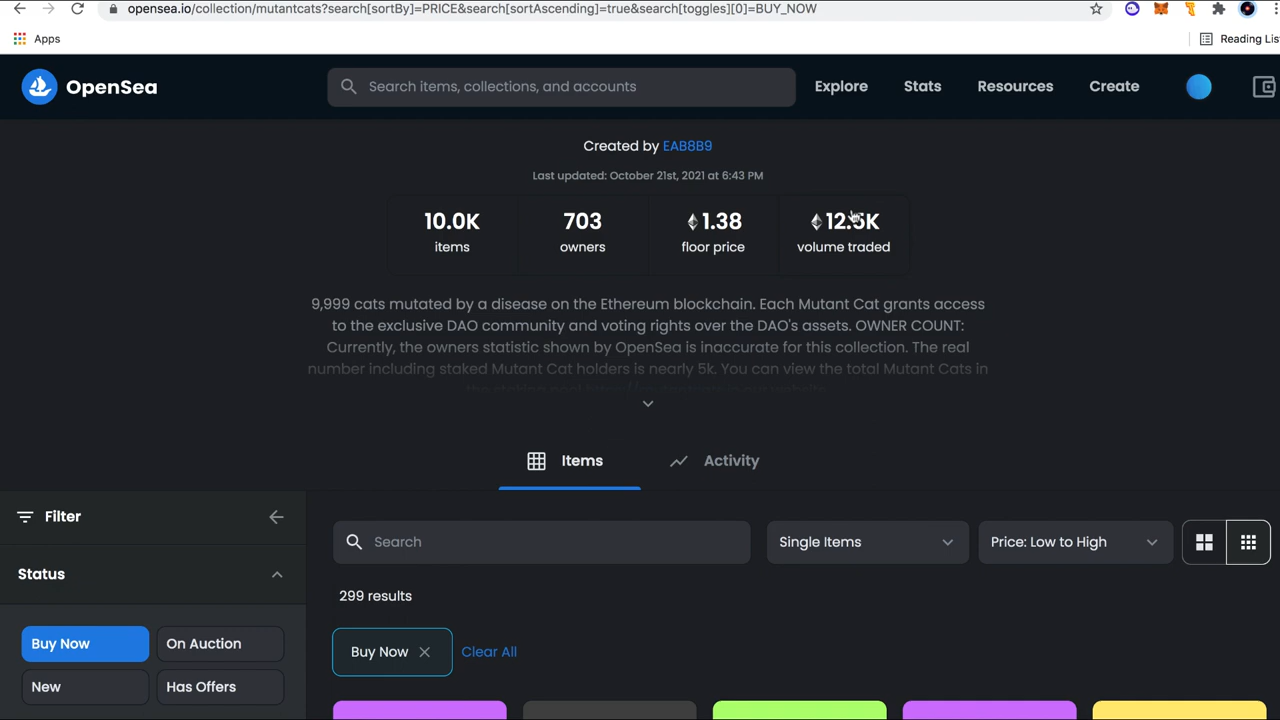 opensea.io/collection/mutantcats?search[sortBy]=PRICE&search[sortAscending]=true&search[toggles][0]=BUY_NOW
Apps
Reading List
OpenSea
Search items, collections, and accounts
Explore
Stats
Resources
Create
Created by EAB8B9
Last updated: October 21st, 2021 at 6:43 PM
10.0K
items
703
owners
1.38
floor price
12.5K
volume traded
9,999 cats mutated by a disease on the Ethereum blockchain. Each Mutant Cat grants access
to the exclusive DAO community and voting rights over the DAO's assets. OWNER COUNT:
Currently, the owners statistic shown by OpenSea is inaccurate for this collection. The real
number including staked Mutant Cat holders is nearly 5k. You can view the total Mutant Cats in
Items
Activity
Filter
Search
Single Items
Price: Low to High
Status
299 results
Buy Now
On Auction
Buy Now
Clear All
New
Has Offers